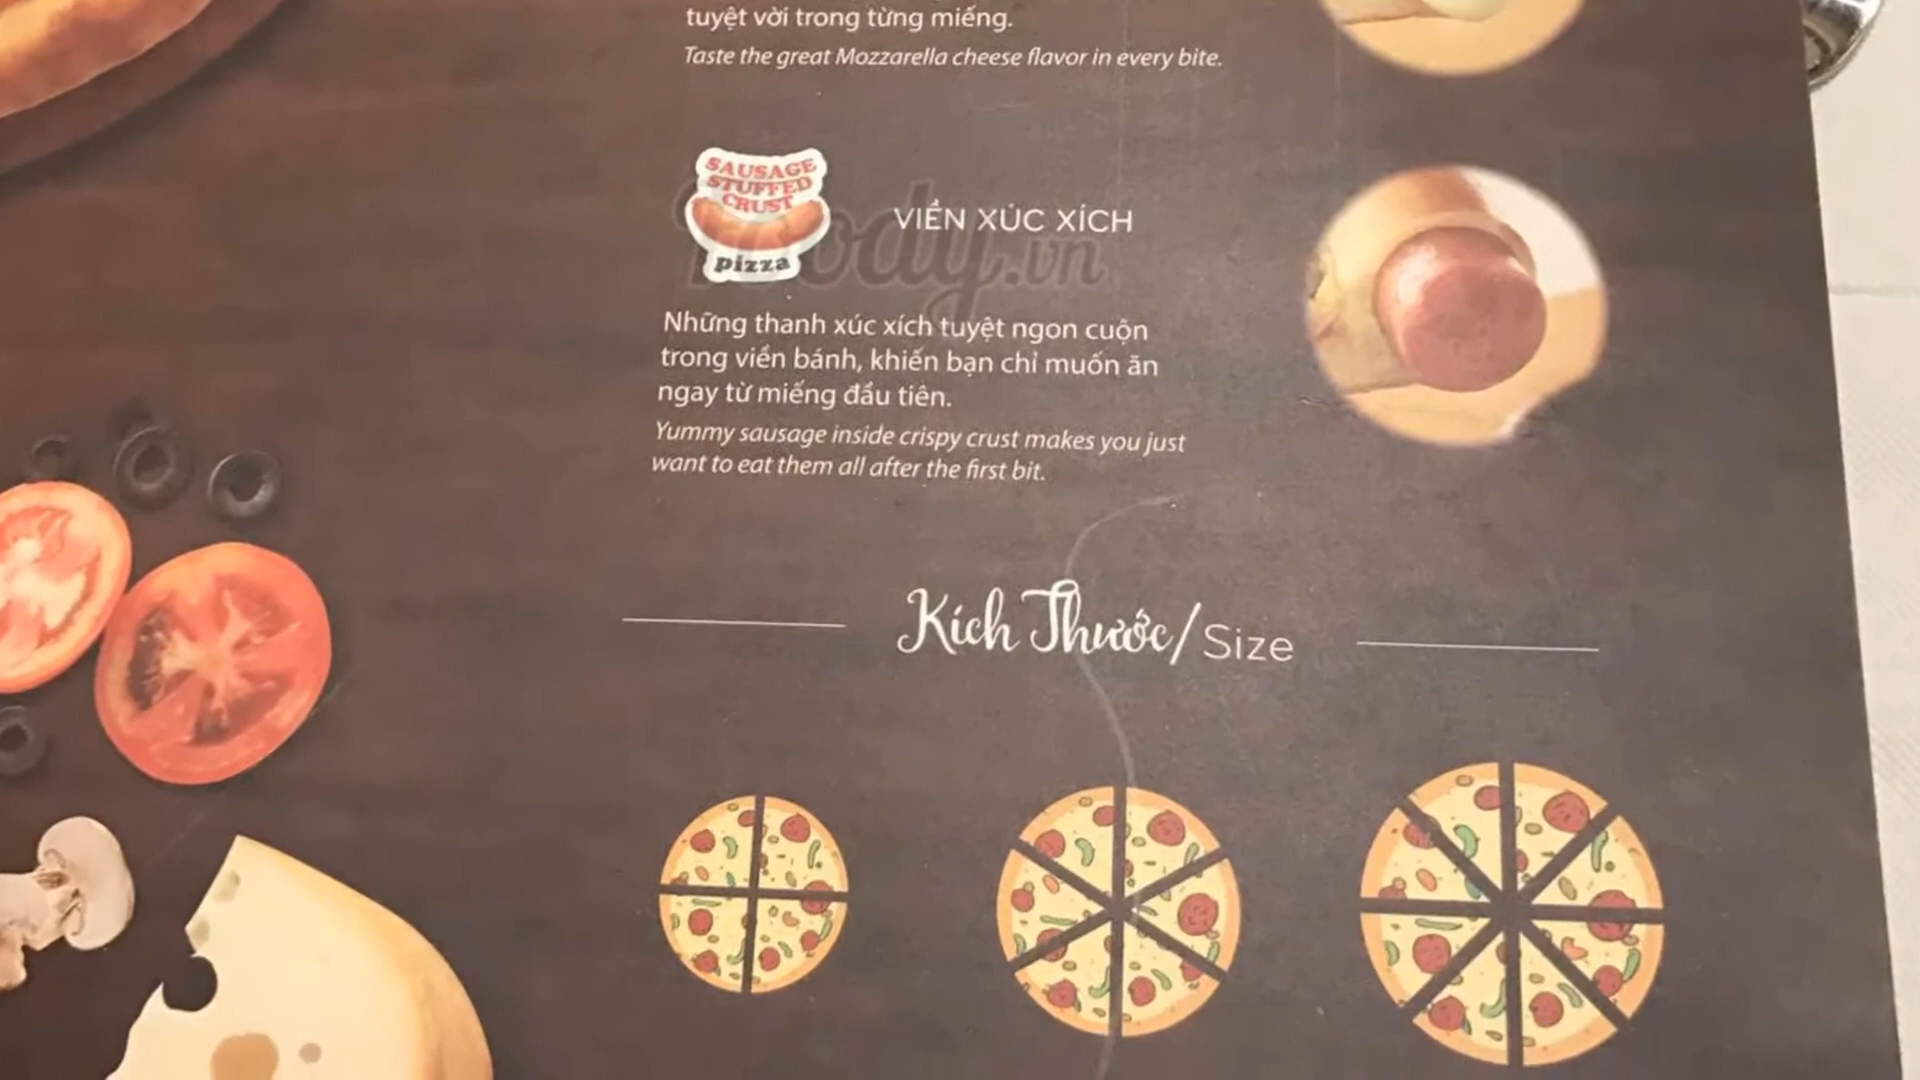 tuyệt vời trong từng miếng.
Taste the great Mozzarella cheese flavor in every bite.
SAUSAGE
STUFFED
CRUST
pizza
VIỀN XÚC XÍCH
Foody.vn
Những thanh xúc xích tuyệt ngon cuộn
trong viền bánh, khiến bạn chỉ muốn ăn
ngay từ miếng đầu tiên.
Yummy sausage inside crispy crust makes you just
want to eat them all after the first bit.
Kích Thước/Size